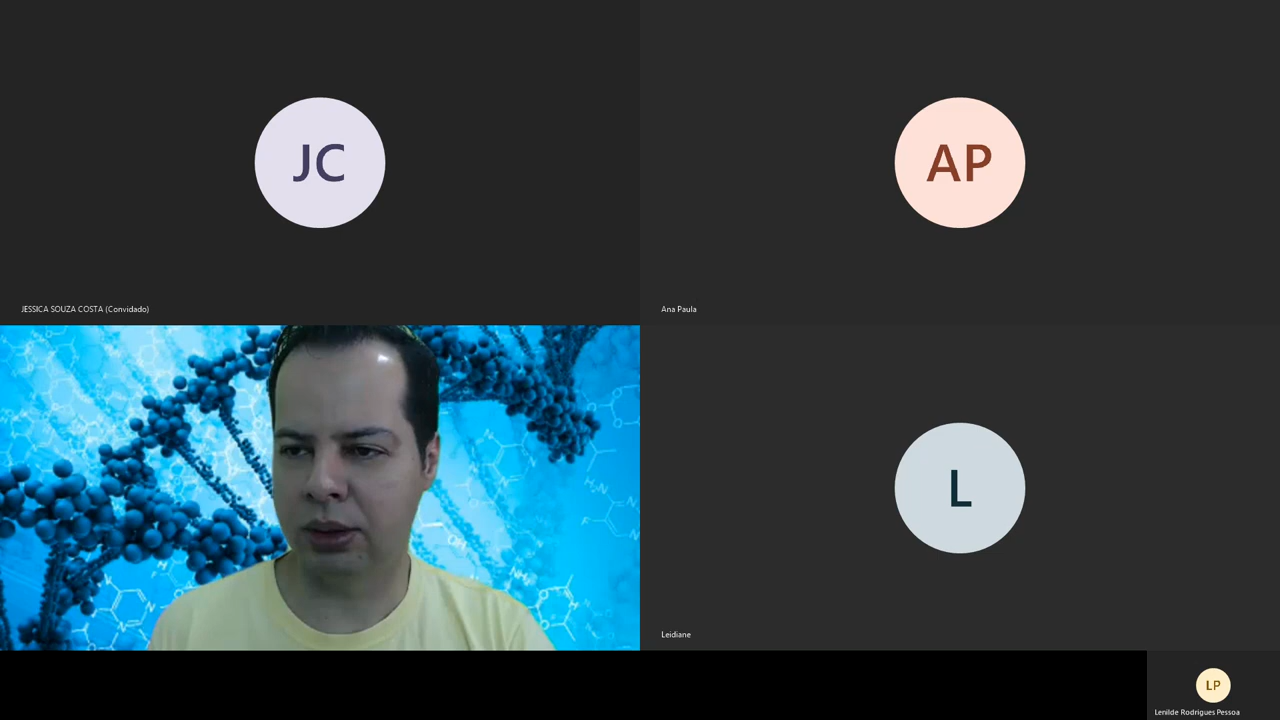 JC
AP
JESSICA SOUZA COSTA (Convidado)
Ana Paula
L
Leidiane
LP
Lenilde Rodrigues Pessoa